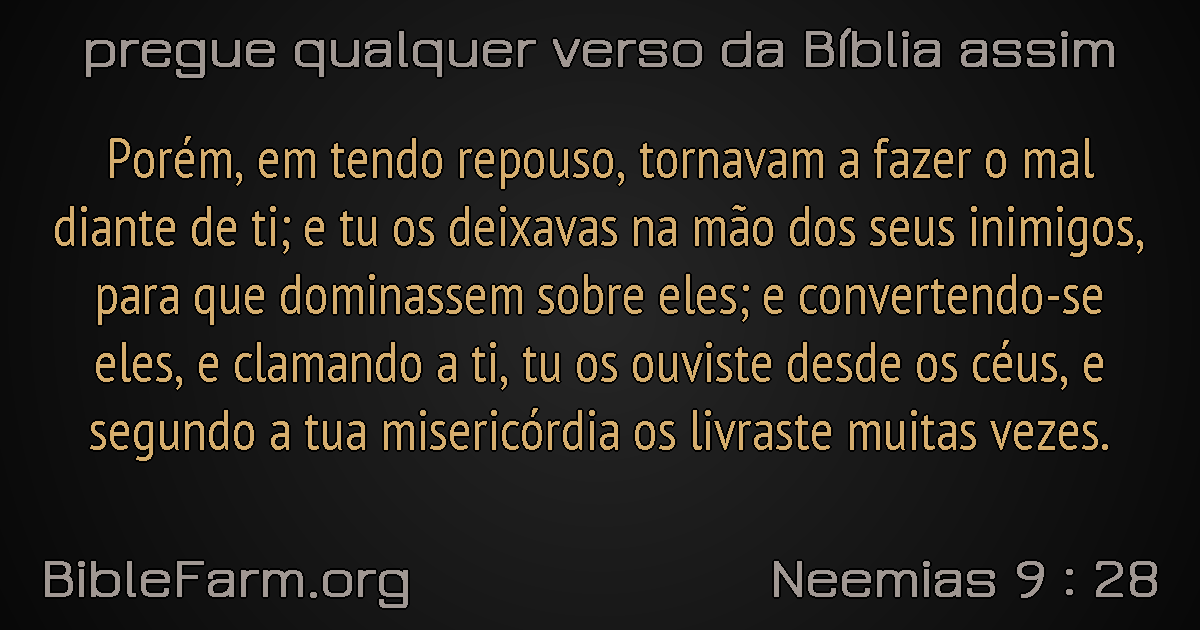 pregue qualquer verso da Bíblia assim
Porém, em tendo repouso, tornavam a fazer o mal
diante de ti; e tu os deixavas na mão dos seus inimigos,
para que dominassem sobre eles; e convertendo-se
eles, e clamando a ti, tu os ouviste desde os céus, e
segundo a tua misericórdia os livraste muitas vezes.
BibleFarm.org
Neemias 9 : 28